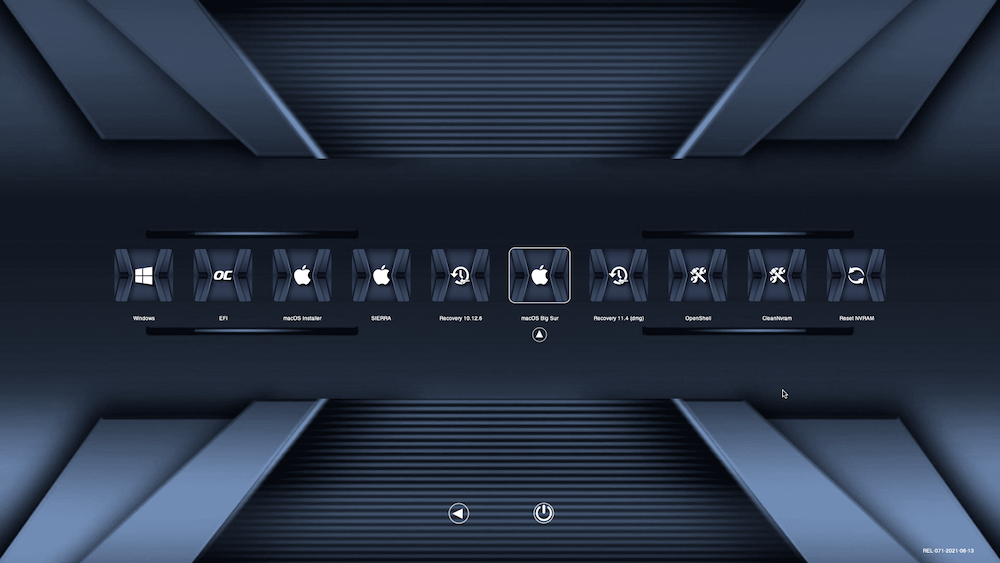 OC
Windows
EFI
macOS Installer
SIERRA
Recovery 10.12.6
macOS Big Sur
Recovery 11.4 (dmg)
OpenShell
CleanNvram
Reset NVRAM
REL-071-2021-06-13